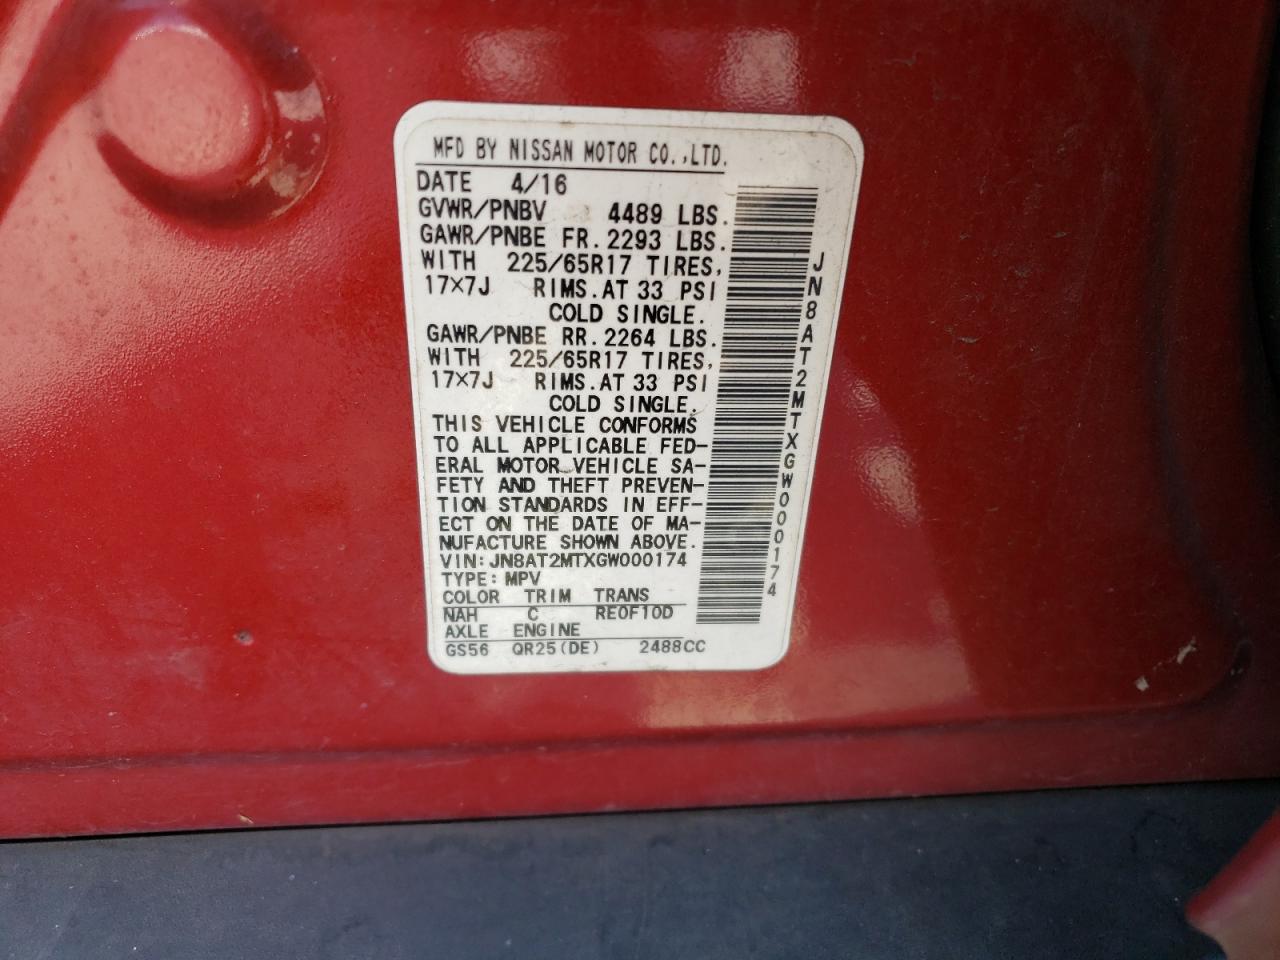 MFD BY NISSAN MOTOR CO.,LTD.
DATE 4/16
GVWR/PNBV 4489 LBS.
GAWR/PNBE FR. 2293 LBS.
WITH 225/65R17 TIRES,
17×7J RIMS.AT 33 PSI
COLD SINGLE.
GAWR/PNBE RR. 2264 LBS.
WITH 225/65R17 TIRES,
17×7J RIMS.AT 33 PSI
COLD SINGLE.
THIS VEHICLE CONFORMS
TO ALL APPLICABLE FED-
ERAL MOTOR VEHICLE SA-
FETY AND THEFT PREVEN-
TION STANDARDS IN EFF-
ECT ON THE DATE OF MA-
NUFACTURE SHOWN ABOVE.
VIN:JN8AT2MTXGW000174
TYPE:MPV
COLOR TRIM TRANS
NAH C RE0F10D
AXLE ENGINE
GS56 QR25(DE) 2488CC
JN8AT2MTXGW000174